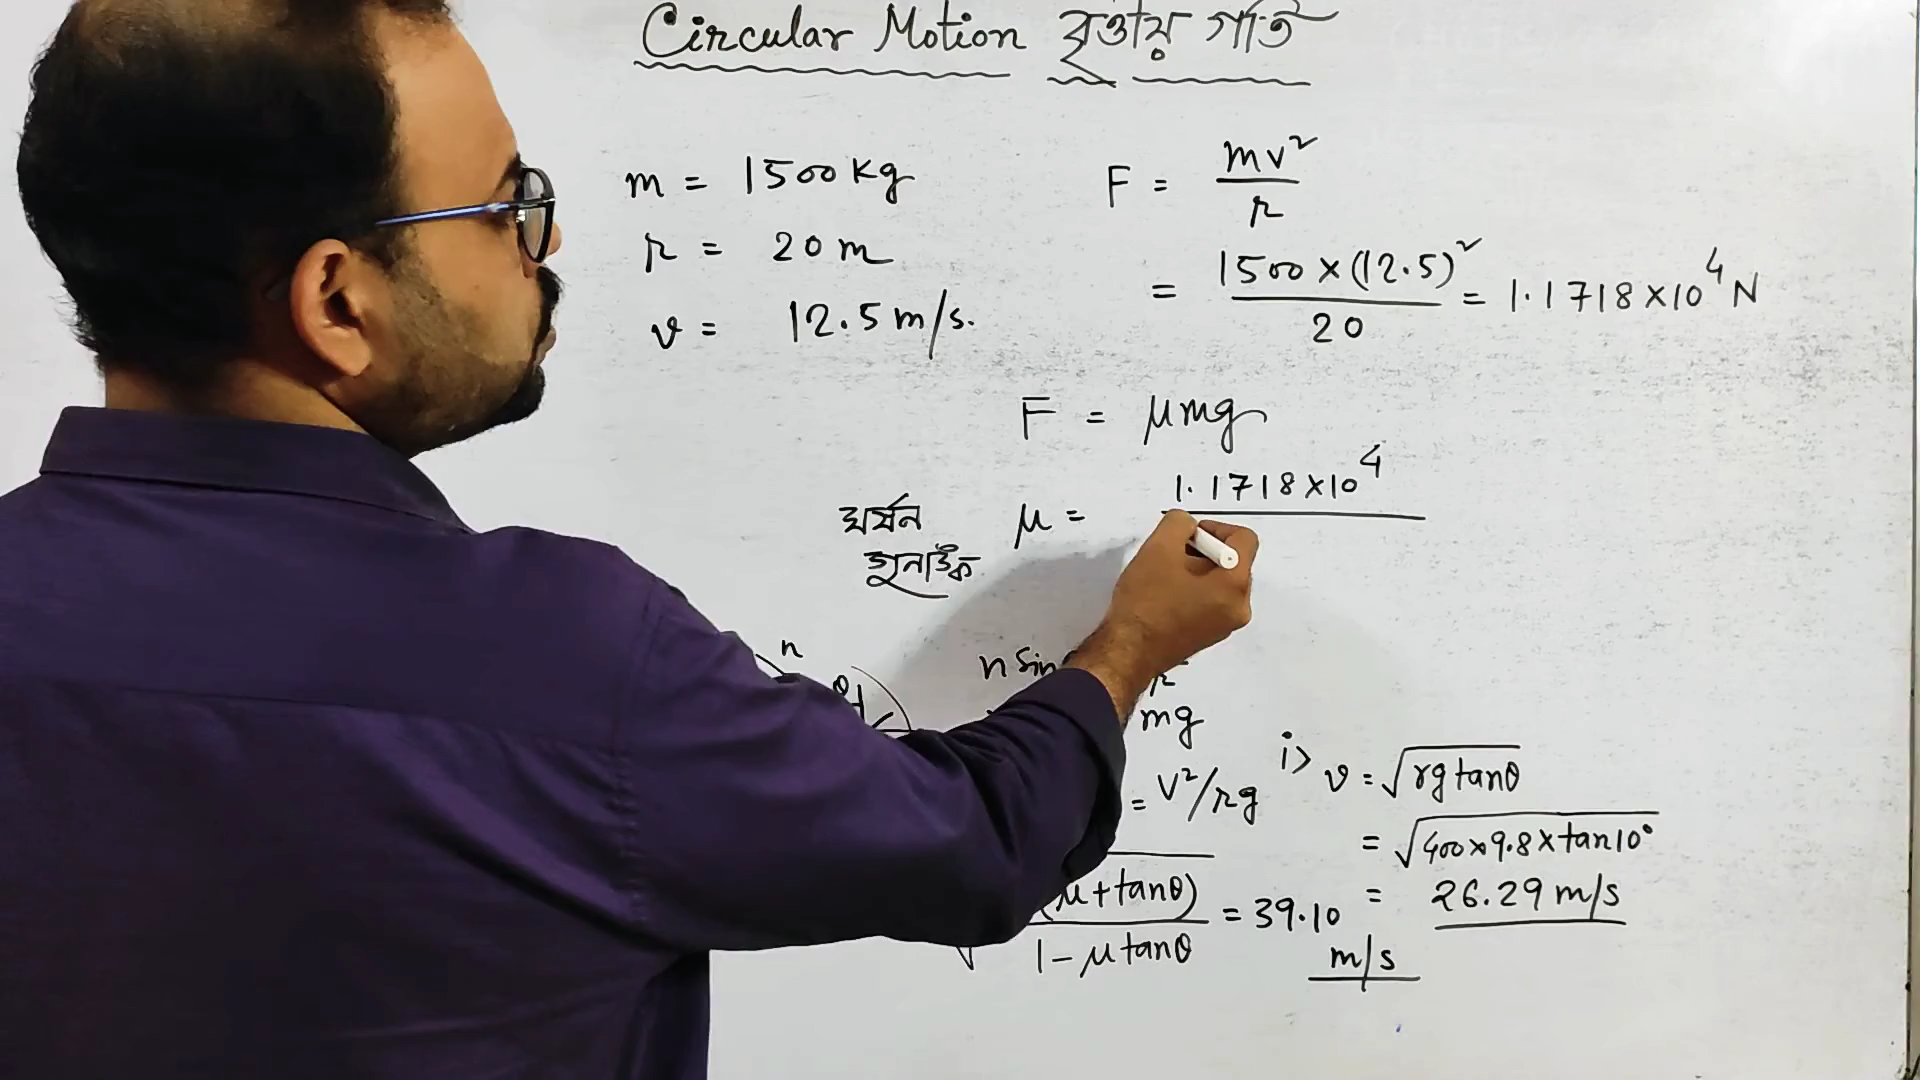 Circular Motion বৃত্তীয় গতি
m = 1500 kg
r = 20 m
v = 12.5 m/s.
F = mv²/r
= 1500 × (12.5)²/20 = 1.1718 × 10⁴ N
F = μmg
ঘর্ষন গুনাঙ্ক μ = 1.1718 × 10⁴
n
θ
n sin
r
mg
= V²/rg
(μ + tanθ)/1 - μ tanθ = 39.10 m/s
i> v = √rg tanθ
= √400 × 9.8 × tan10°
= 26.29 m/s